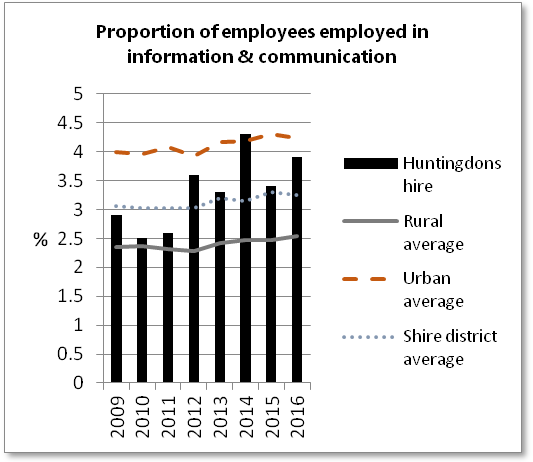 Proportion of employees employed in
information & communication
5
4.5
4
3.5
3
2.5
2
1.5
1
0.5
0
%
2009
2010
2011
2012
2013
2014
2015
2016
Huntingdons
hire
Rural
average
Urban
average
Shire district
average